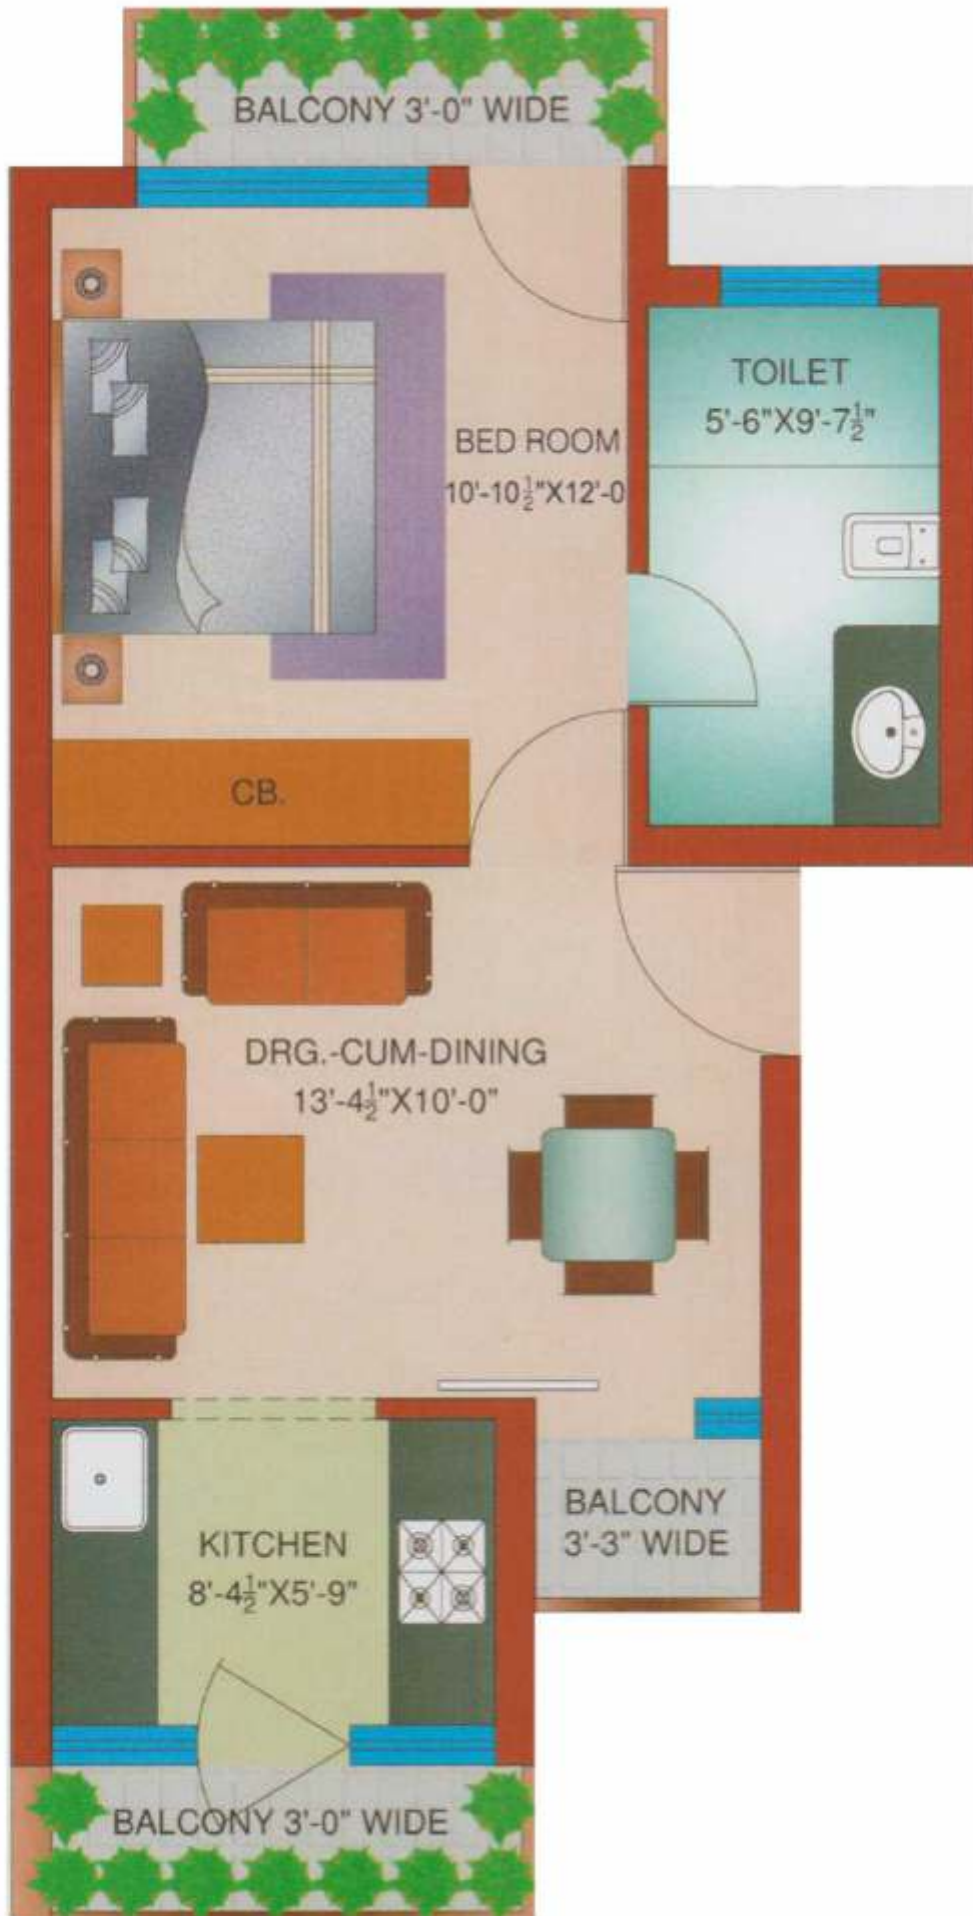 BALCONY 3'-0" WIDE
TOILET
5'-6"X9'-7½"
BED ROOM
10'-10½"X12'-0
CB.
DRG.-CUM-DINING
13'-4½"X10'-0"
BALCONY
3'-3" WIDE
KITCHEN
8'-4½"X5'-9"
BALCONY 3'-0" WIDE